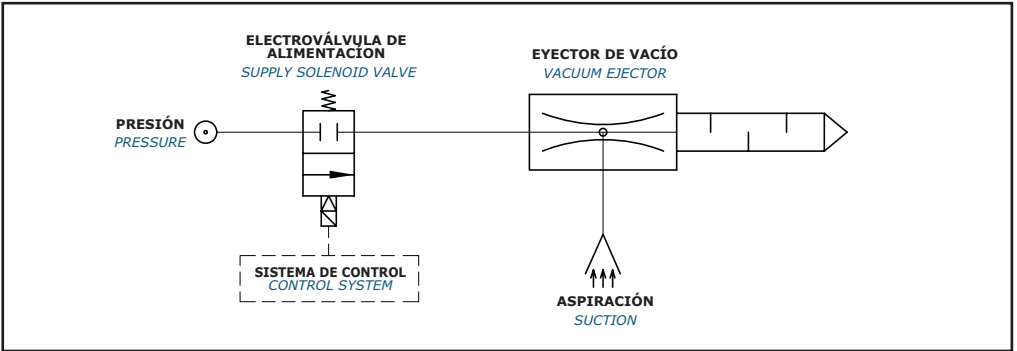 ELECTROVÁLVULA DE
ALIMENTACÍON
SUPPLY SOLENOID VALVE
EYECTOR DE VACÍO
VACUUM EJECTOR
PRESIÓN
PRESSURE
SISTEMA DE CONTROL
CONTROL SYSTEM
ASPIRACIÓN
SUCTION